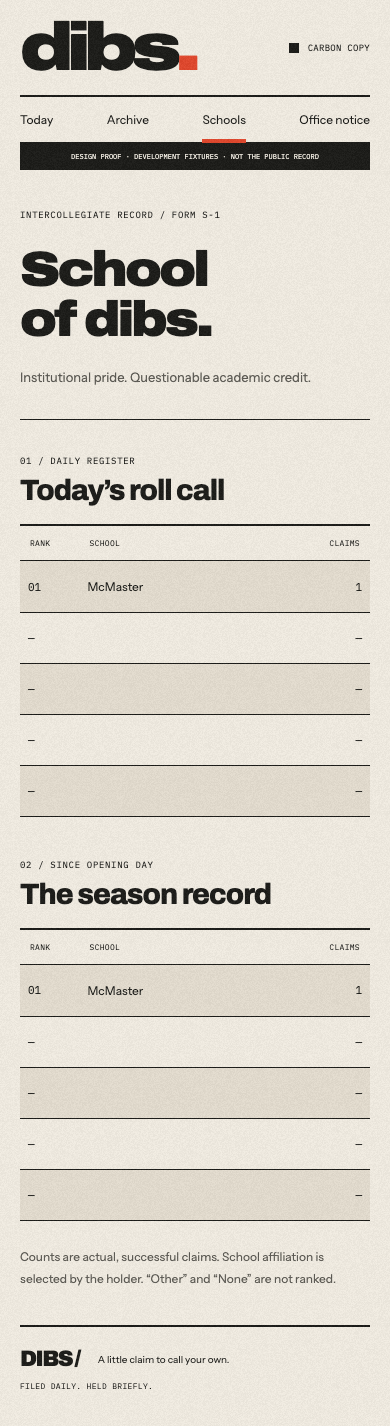 dibs.
CARBON COPY
Today Archive Schools Office notice
DESIGN PROOF · DEVELOPMENT FIXTURES · NOT THE PUBLIC RECORD
INTERCOLLEGIATE RECORD / FORM S-1
School
of dibs.
Institutional pride. Questionable academic credit.
01 / DAILY REGISTER
Today’s roll call
RANK SCHOOL CLAIMS
01 McMaster 1
— —
— —
— —
— —
02 / SINCE OPENING DAY
The season record
RANK SCHOOL CLAIMS
01 McMaster 1
— —
— —
— —
— —
Counts are actual, successful claims. School affiliation is
selected by the holder. “Other” and “None” are not ranked.
DIBS/ A little claim to call your own.
FILED DAILY. HELD BRIEFLY.